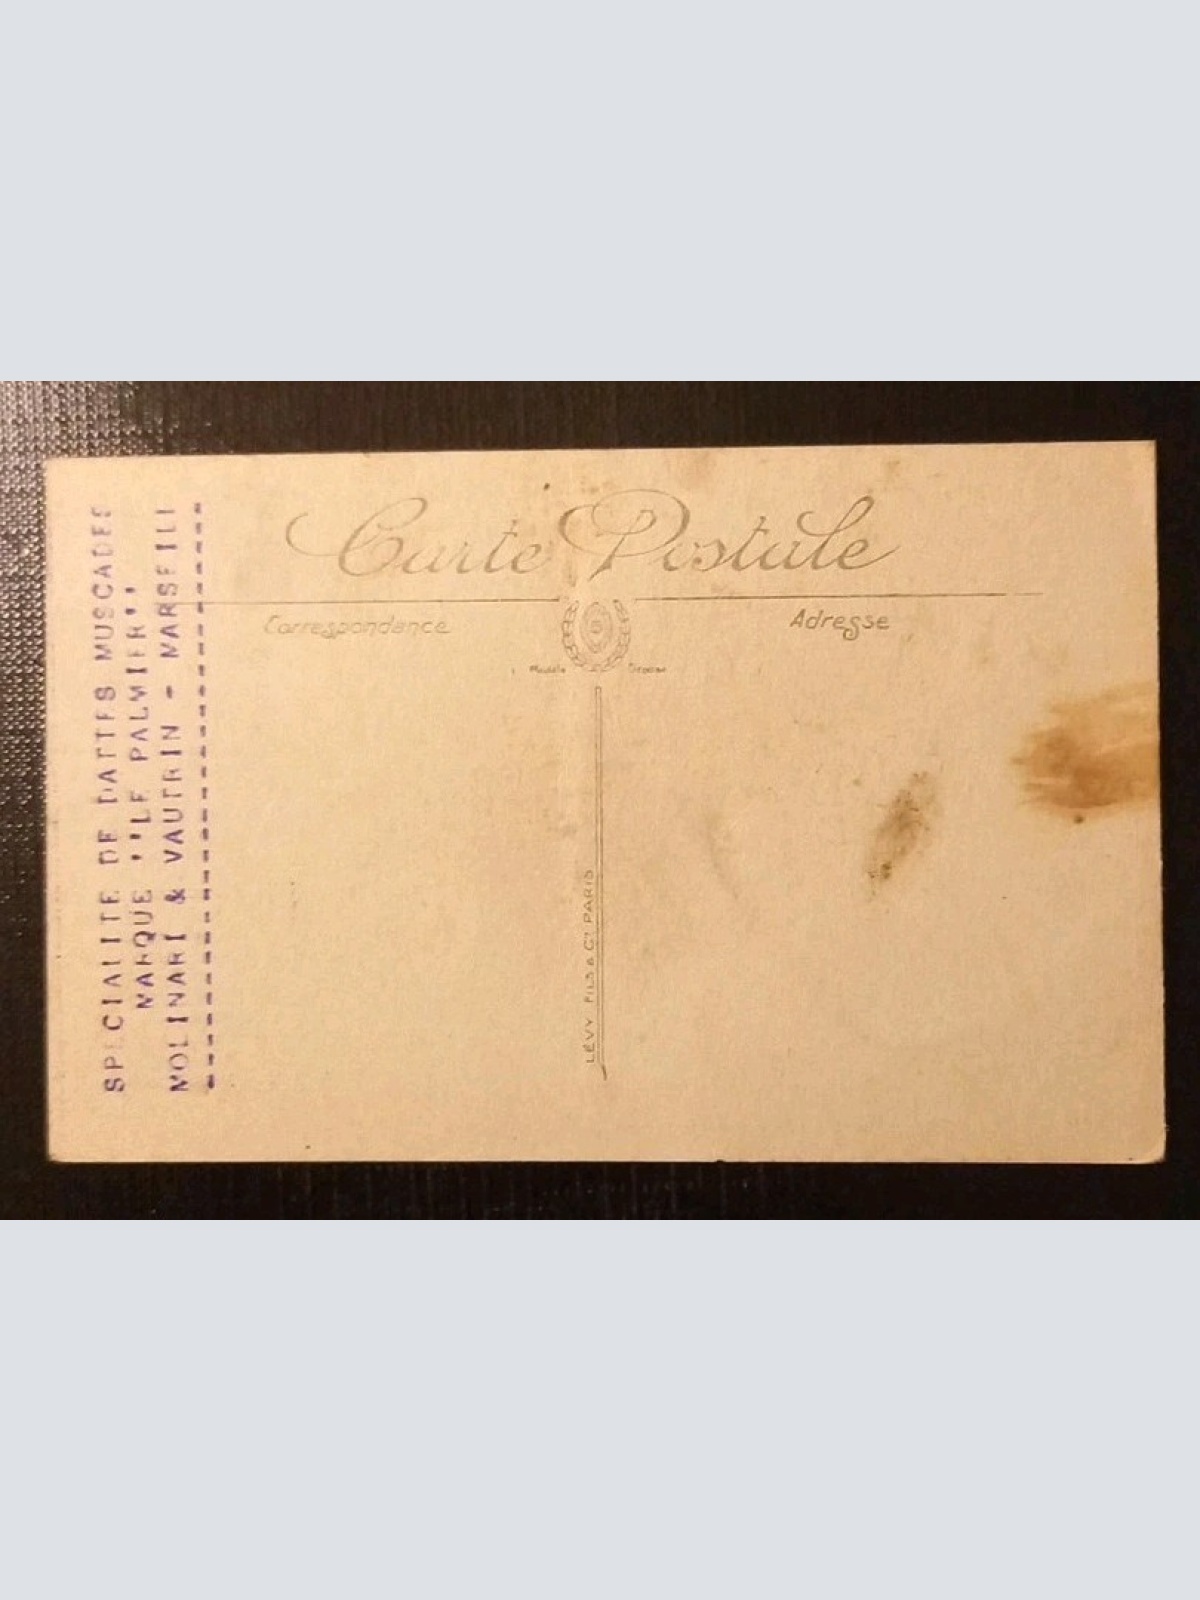 Carte Postale
Correspondance
Adresse
Modèle Déposé
LÉVY FILS & Cie PARIS
SPECIALITE DE DATTES MUSCADES
MARQUE ''LE PALMIER''
MOLINARI & VAUTRIN - MARSEILL